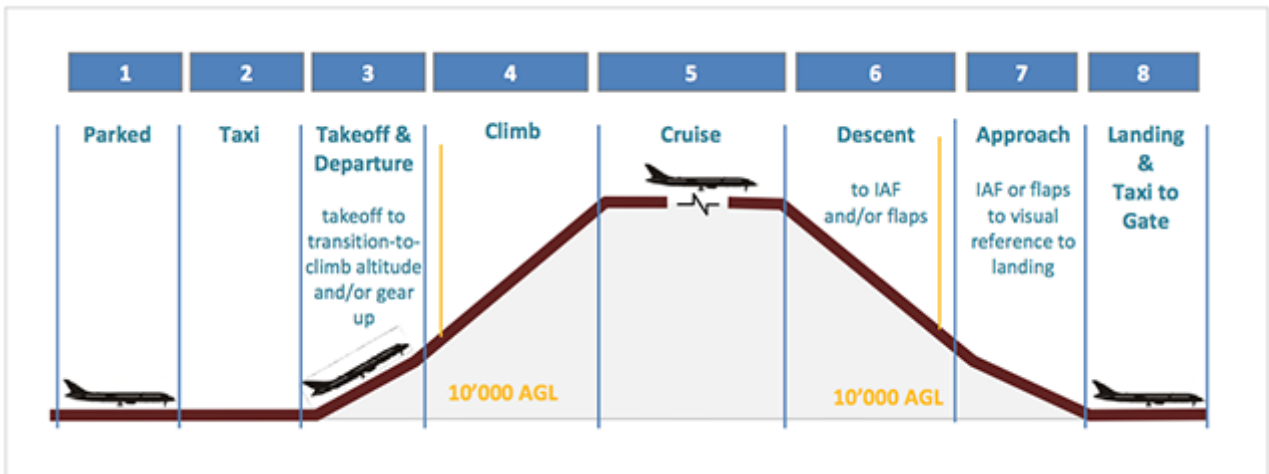 1
2
3
4
5
6
7
8
Parked
Taxi
Takeoff &
Departure
takeoff to
transition-to-
climb altitude
and/or gear
up
Climb
Cruise
Descent
to IAF
and/or flaps
Approach
IAF or flaps
to visual
reference to
landing
Landing
&
Taxi to
Gate
10'000 AGL
10'000 AGL